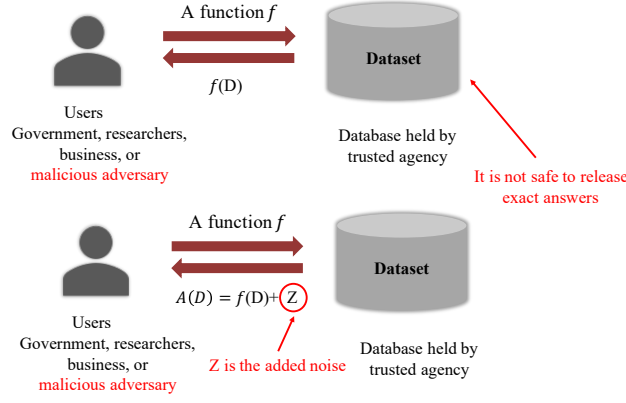 A function f
Dataset
f(D)
Users
Government, researchers,
business, or
malicious adversary
Database held by
trusted agency
It is not safe to release
exact answers
A function f
Dataset
A(D) = f(D)+ Z
Users
Government, researchers,
business, or
malicious adversary
Z is the added noise
Database held by
trusted agency